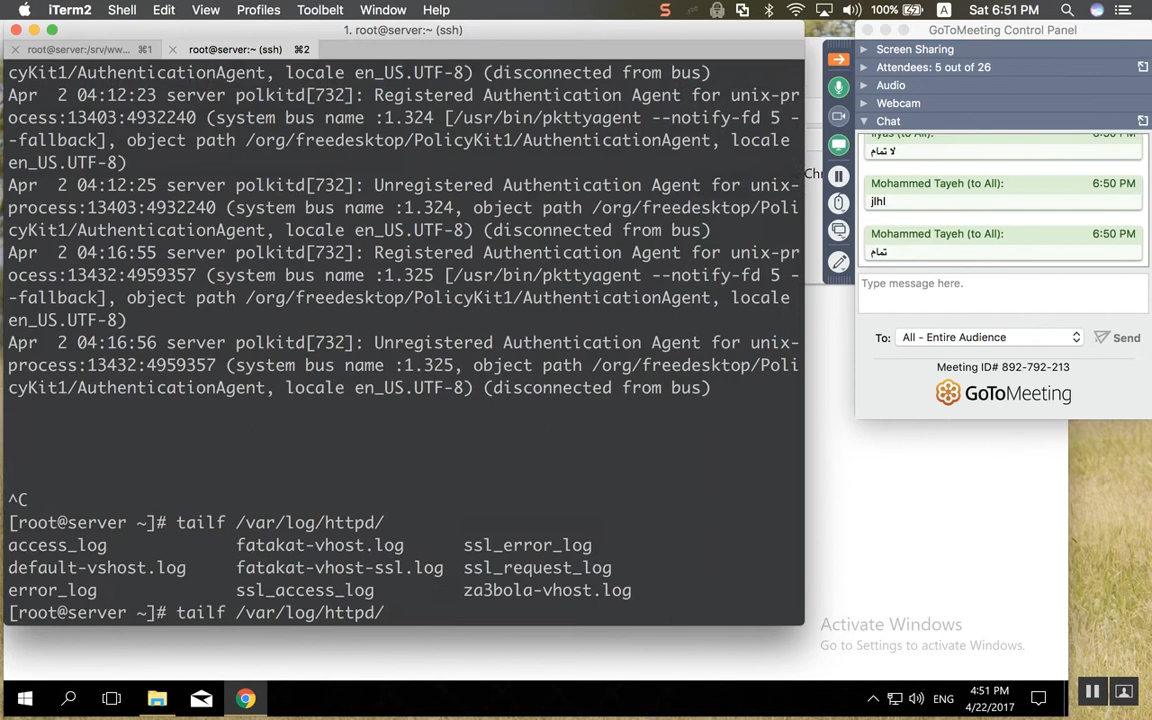 iTerm2 Shell Edit View Profiles Toolbelt Window Help
100% Sat 6:51 PM
1. root@server:~ (ssh)
root@server:/srv/ww... ⌘1
root@server:~ (ssh) ⌘2
cyKit1/AuthenticationAgent, locale en_US.UTF-8) (disconnected from bus)
Apr  2 04:12:23 server polkitd[732]: Registered Authentication Agent for unix-pr
ocess:13403:4932240 (system bus name :1.324 [/usr/bin/pkttyagent --notify-fd 5 -
-fallback], object path /org/freedesktop/PolicyKit1/AuthenticationAgent, locale
en_US.UTF-8)
Apr  2 04:12:25 server polkitd[732]: Unregistered Authentication Agent for unix-
process:13403:4932240 (system bus name :1.324, object path /org/freedesktop/Poli
cyKit1/AuthenticationAgent, locale en_US.UTF-8) (disconnected from bus)
Apr  2 04:16:55 server polkitd[732]: Registered Authentication Agent for unix-pr
ocess:13432:4959357 (system bus name :1.325 [/usr/bin/pkttyagent --notify-fd 5 -
-fallback], object path /org/freedesktop/PolicyKit1/AuthenticationAgent, locale
en_US.UTF-8)
Apr  2 04:16:56 server polkitd[732]: Unregistered Authentication Agent for unix-
process:13432:4959357 (system bus name :1.325, object path /org/freedesktop/Poli
cyKit1/AuthenticationAgent, locale en_US.UTF-8) (disconnected from bus)
^C
[root@server ~]# tailf /var/log/httpd/
access_log fatakat-vhost.log ssl_error_log
default-vshost.log fatakat-vhost-ssl.log ssl_request_log
error_log ssl_access_log za3bola-vhost.log
[root@server ~]# tailf /var/log/httpd/
GoToMeeting Control Panel
Screen Sharing
Attendees: 5 out of 26
Audio
Webcam
Chat
لا تمام
Mohammed Tayeh (to All): 6:50 PM
jlhl
Mohammed Tayeh (to All): 6:50 PM
تمام
Type message here.
To: All - Entire Audience Send
Meeting ID# 892-792-213
GoToMeeting
Activate Windows
Go to Settings to activate Windows.
ENG
4:51 PM
4/22/2017